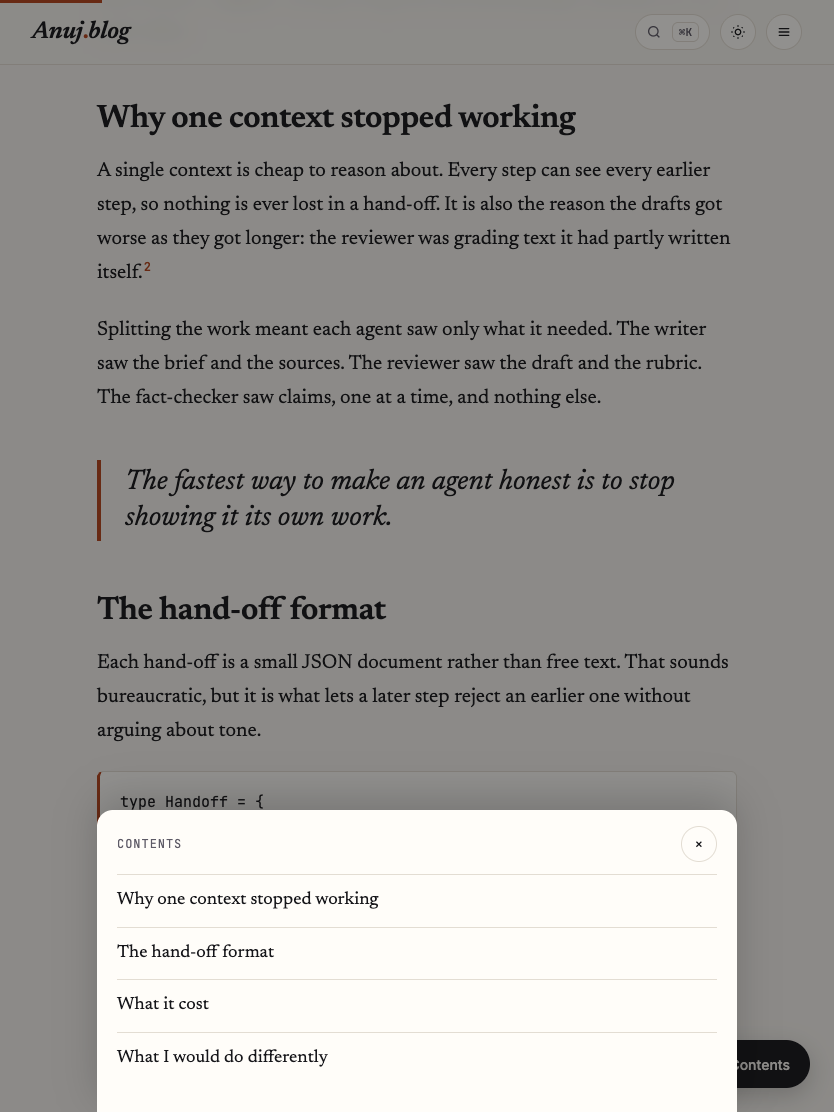 Anuj.blog
⌘K
Why one context stopped working
A single context is cheap to reason about. Every step can see every earlier
step, so nothing is ever lost in a hand-off. It is also the reason the drafts got
worse as they got longer: the reviewer was grading text it had partly written
itself.2
Splitting the work meant each agent saw only what it needed. The writer
saw the brief and the sources. The reviewer saw the draft and the rubric.
The fact-checker saw claims, one at a time, and nothing else.
The fastest way to make an agent honest is to stop
showing it its own work.
The hand-off format
Each hand-off is a small JSON document rather than free text. That sounds
bureaucratic, but it is what lets a later step reject an earlier one without
arguing about tone.
type Handoff = {
CONTENTS
×
Why one context stopped working
The hand-off format
What it cost
What I would do differently
Contents